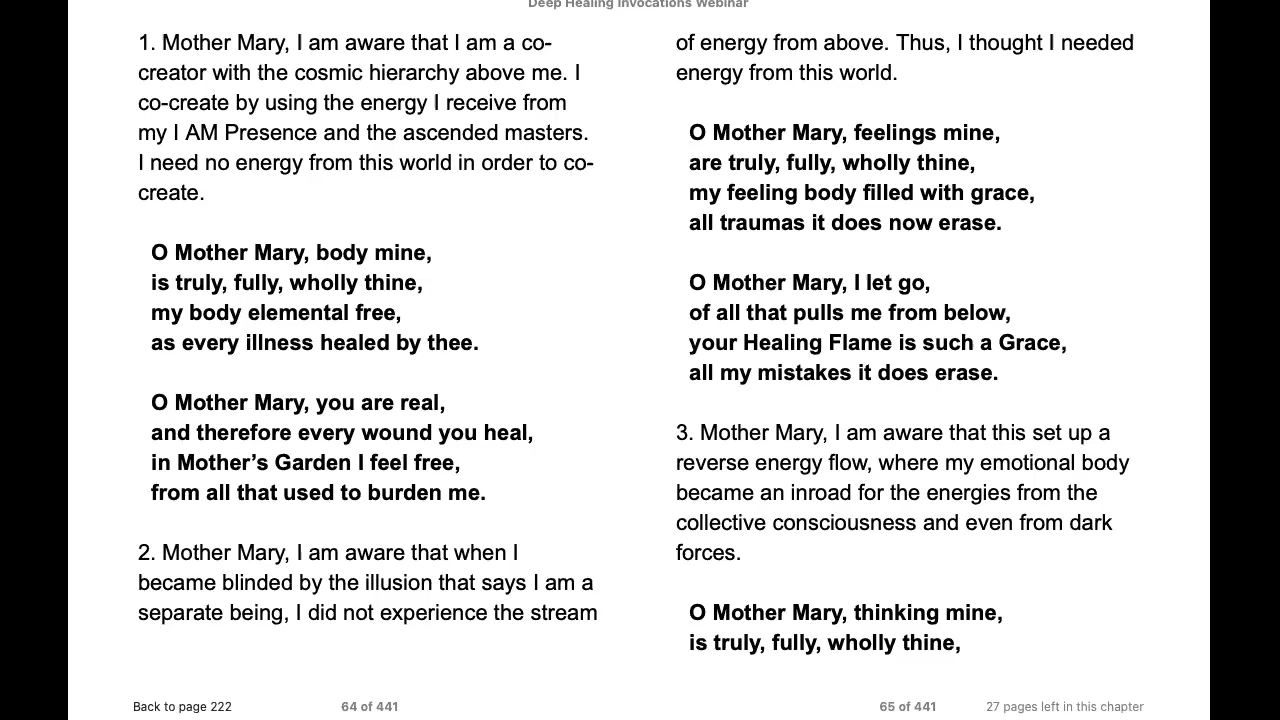 Deep Healing Invocations Webinar
1. Mother Mary, I am aware that I am a co-
creator with the cosmic hierarchy above me. I
co-create by using the energy I receive from
my I AM Presence and the ascended masters.
I need no energy from this world in order to co-
create.
O Mother Mary, body mine,
is truly, fully, wholly thine,
my body elemental free,
as every illness healed by thee.
O Mother Mary, you are real,
and therefore every wound you heal,
in Mother’s Garden I feel free,
from all that used to burden me.
2. Mother Mary, I am aware that when I
became blinded by the illusion that says I am a
separate being, I did not experience the stream
of energy from above. Thus, I thought I needed
energy from this world.
O Mother Mary, feelings mine,
are truly, fully, wholly thine,
my feeling body filled with grace,
all traumas it does now erase.
O Mother Mary, I let go,
of all that pulls me from below,
your Healing Flame is such a Grace,
all my mistakes it does erase.
3. Mother Mary, I am aware that this set up a
reverse energy flow, where my emotional body
became an inroad for the energies from the
collective consciousness and even from dark
forces.
O Mother Mary, thinking mine,
is truly, fully, wholly thine,
Back to page 222
64 of 441
65 of 441
27 pages left in this chapter